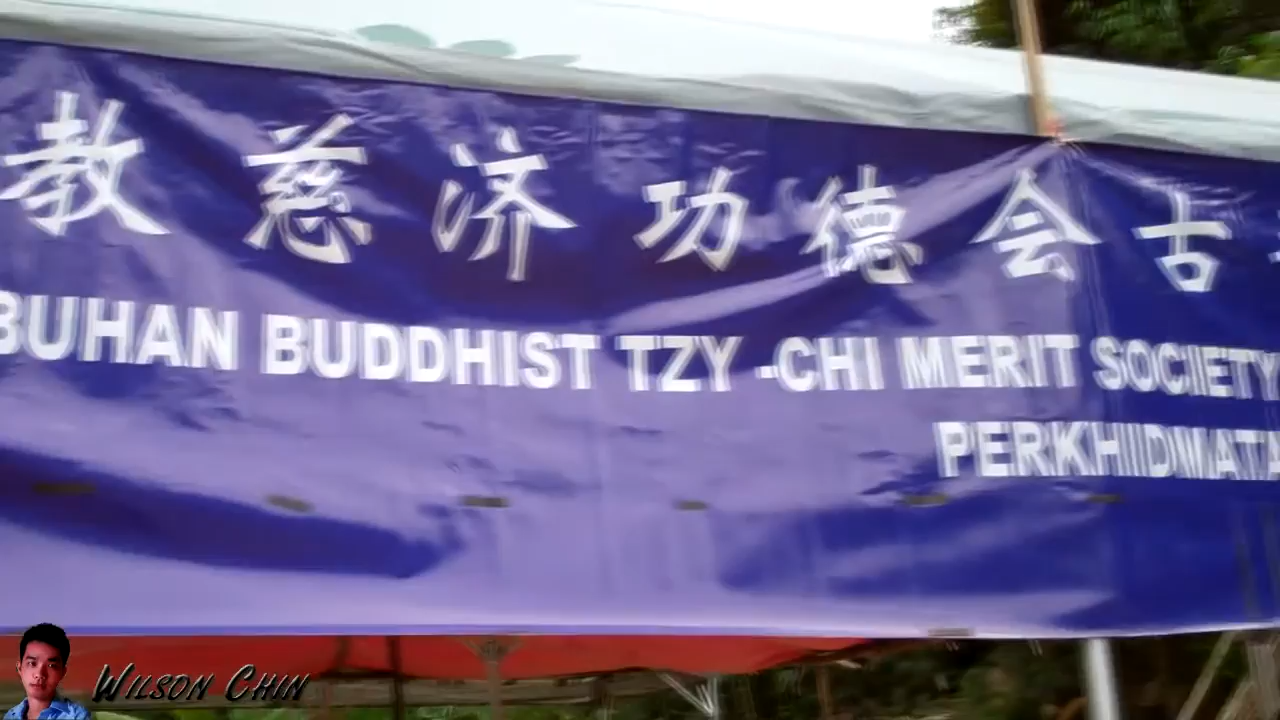 教慈济功德会古
BUHAN BUDDHIST TZY -CHI MERIT SOCIETY
PERKHIDMATA
Wilson Chin